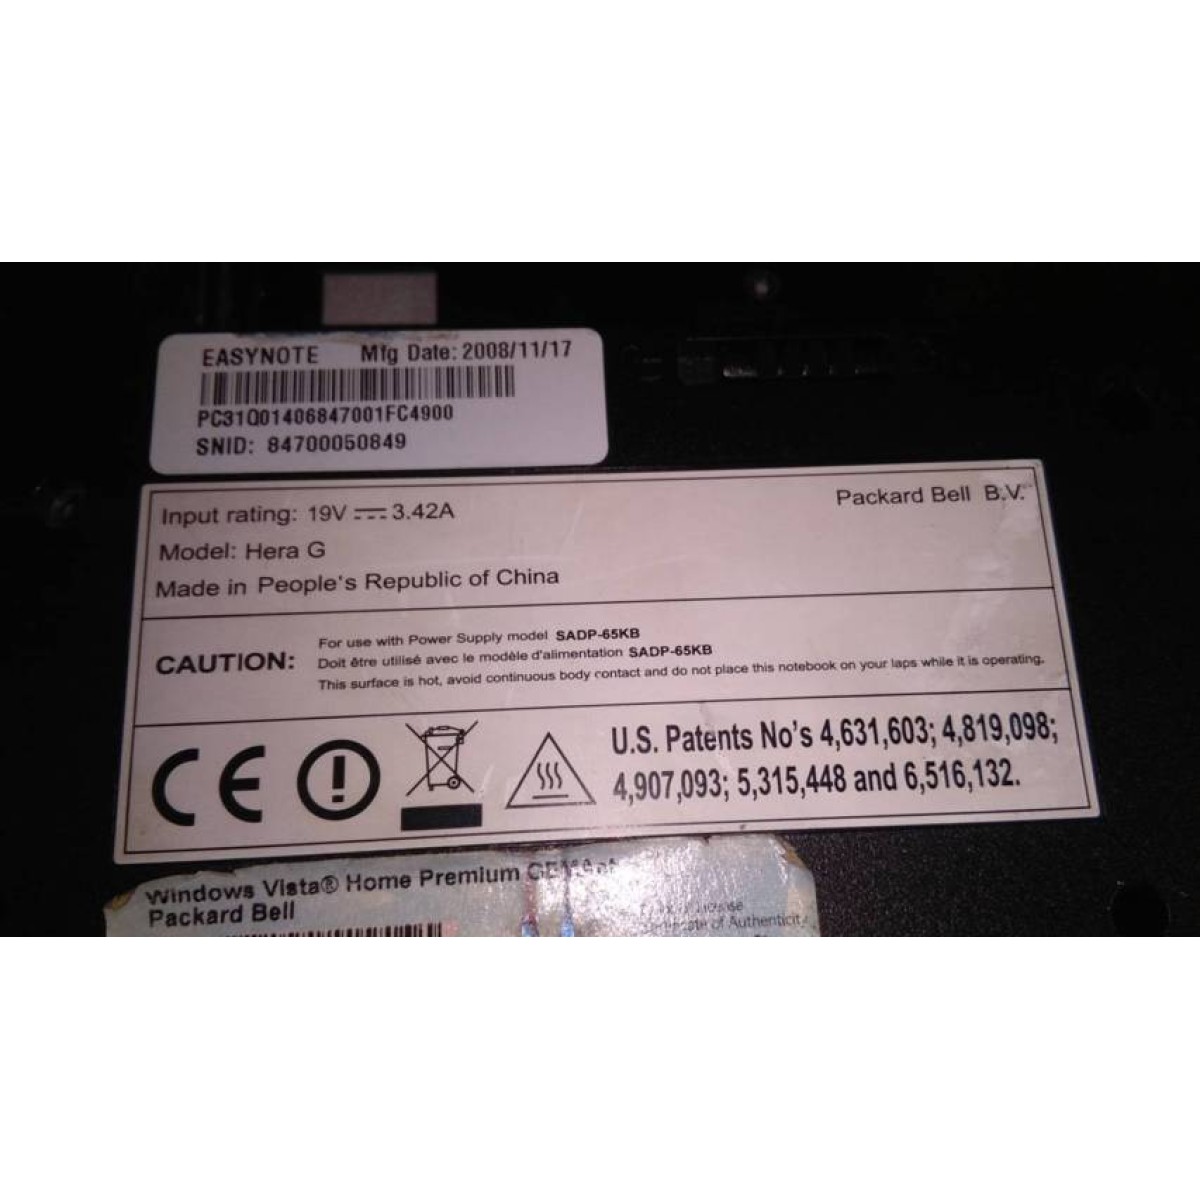 EASYNOTE Mfg Date: 2008/11/17
PC31Q01406847001FC4900
SNID: 84700050849
Input rating: 19V ⎓ 3.42A
Packard Bell B.V.
Model: Hera G
Made in People's Republic of China
CAUTION:
For use with Power Supply model SADP-65KB
Doit être utilisé avec le modèle d'alimentation SADP-65KB
This surface is hot, avoid continuous body contact and do not place this notebook on your laps while it is operating.
CE
U.S. Patents No's 4,631,603; 4,819,098;
4,907,093; 5,315,448 and 6,516,132.
Windows Vista® Home Premium
Packard Bell
of Authenticity